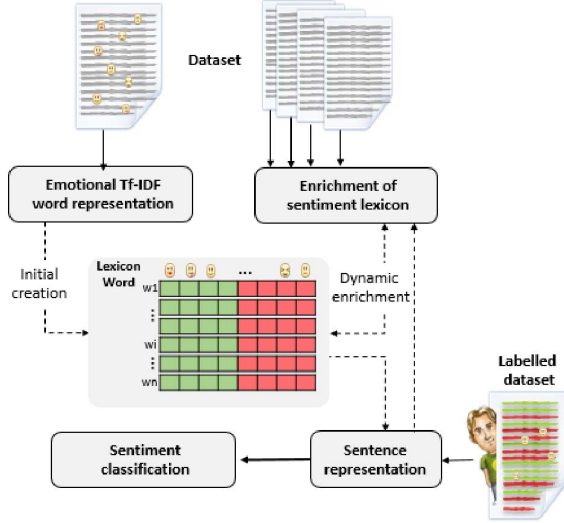 Dataset
Emotional Tf-IDF
word representation
Enrichment of
sentiment lexicon
Initial
creation
Lexicon
Word
...
w1
wi
wn
Dynamic
enrichment
Labelled
dataset
Sentiment
classification
Sentence
representation